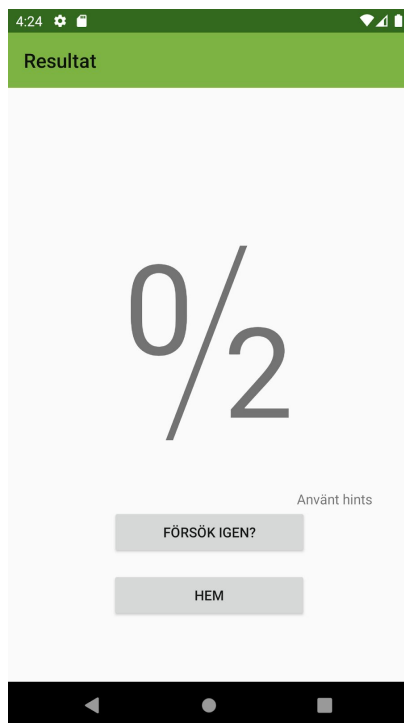 4:24
Resultat
0/2
Använt hints
FÖRSÖK IGEN?
HEM